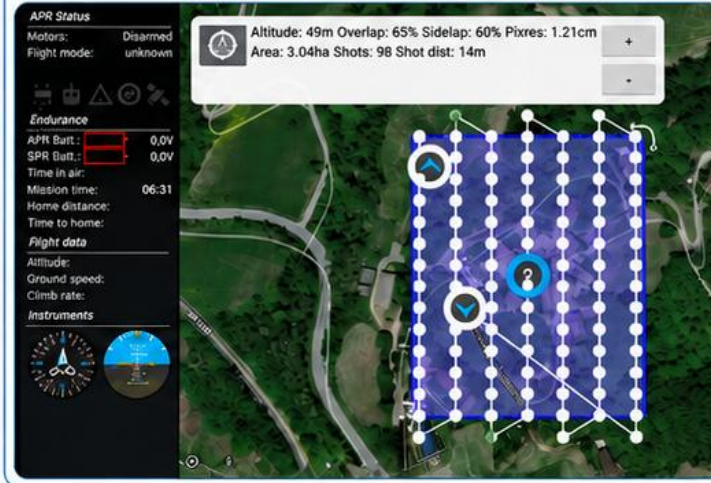 APR Status
Motors: Disarmed
Flight mode: unknown
Endurance
APR Batt.: 0,0V
SPR Batt.: 0,0V
Time in air:
Mission time: 06:31
Home distance:
Time to home:
Flight data
Altitude:
Ground speed:
Climb rate:
Instruments
Altitude: 49m Overlap: 65% Sidelap: 60% Pixres: 1.21cm
Area: 3.04ha Shots: 98 Shot dist: 14m
+
-
?